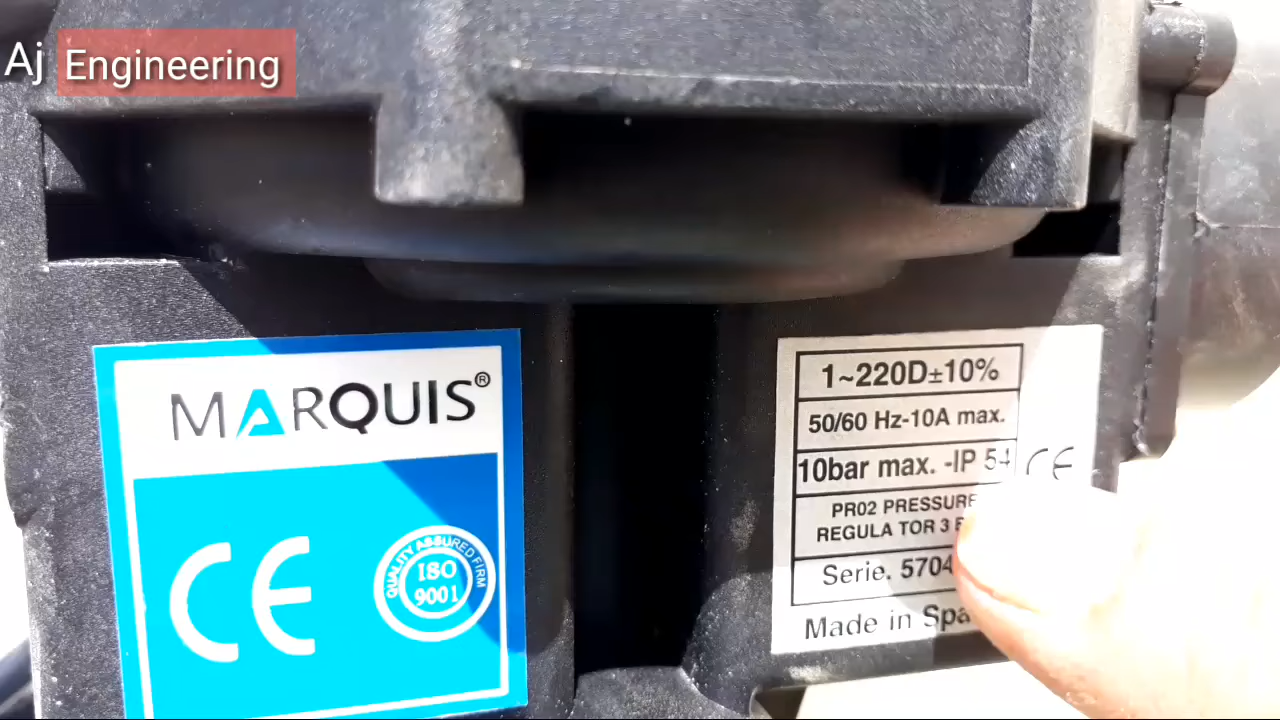 Aj Engineering
MARQUIS®
CE
QUALITY ASSURED FIRM
ISO
9001
1~220D±10%
50/60 Hz-10A max.
10bar max. -IP 54
CE
PR02 PRESSURE
REGULA TOR 3
Serie. 5704
Made in